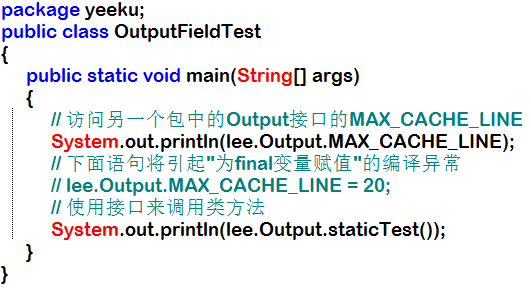 package yeeku;
public class OutputFieldTest
{
public static void main(String[] args)
{
// 访问另一个包中的Output接口的MAX_CACHE_LINE
System.out.println(lee.Output.MAX_CACHE_LINE);
// 下面语句将引起"为final变量赋值"的编译异常
// lee.Output.MAX_CACHE_LINE = 20;
// 使用接口来调用类方法
System.out.println(lee.Output.staticTest());
}
}